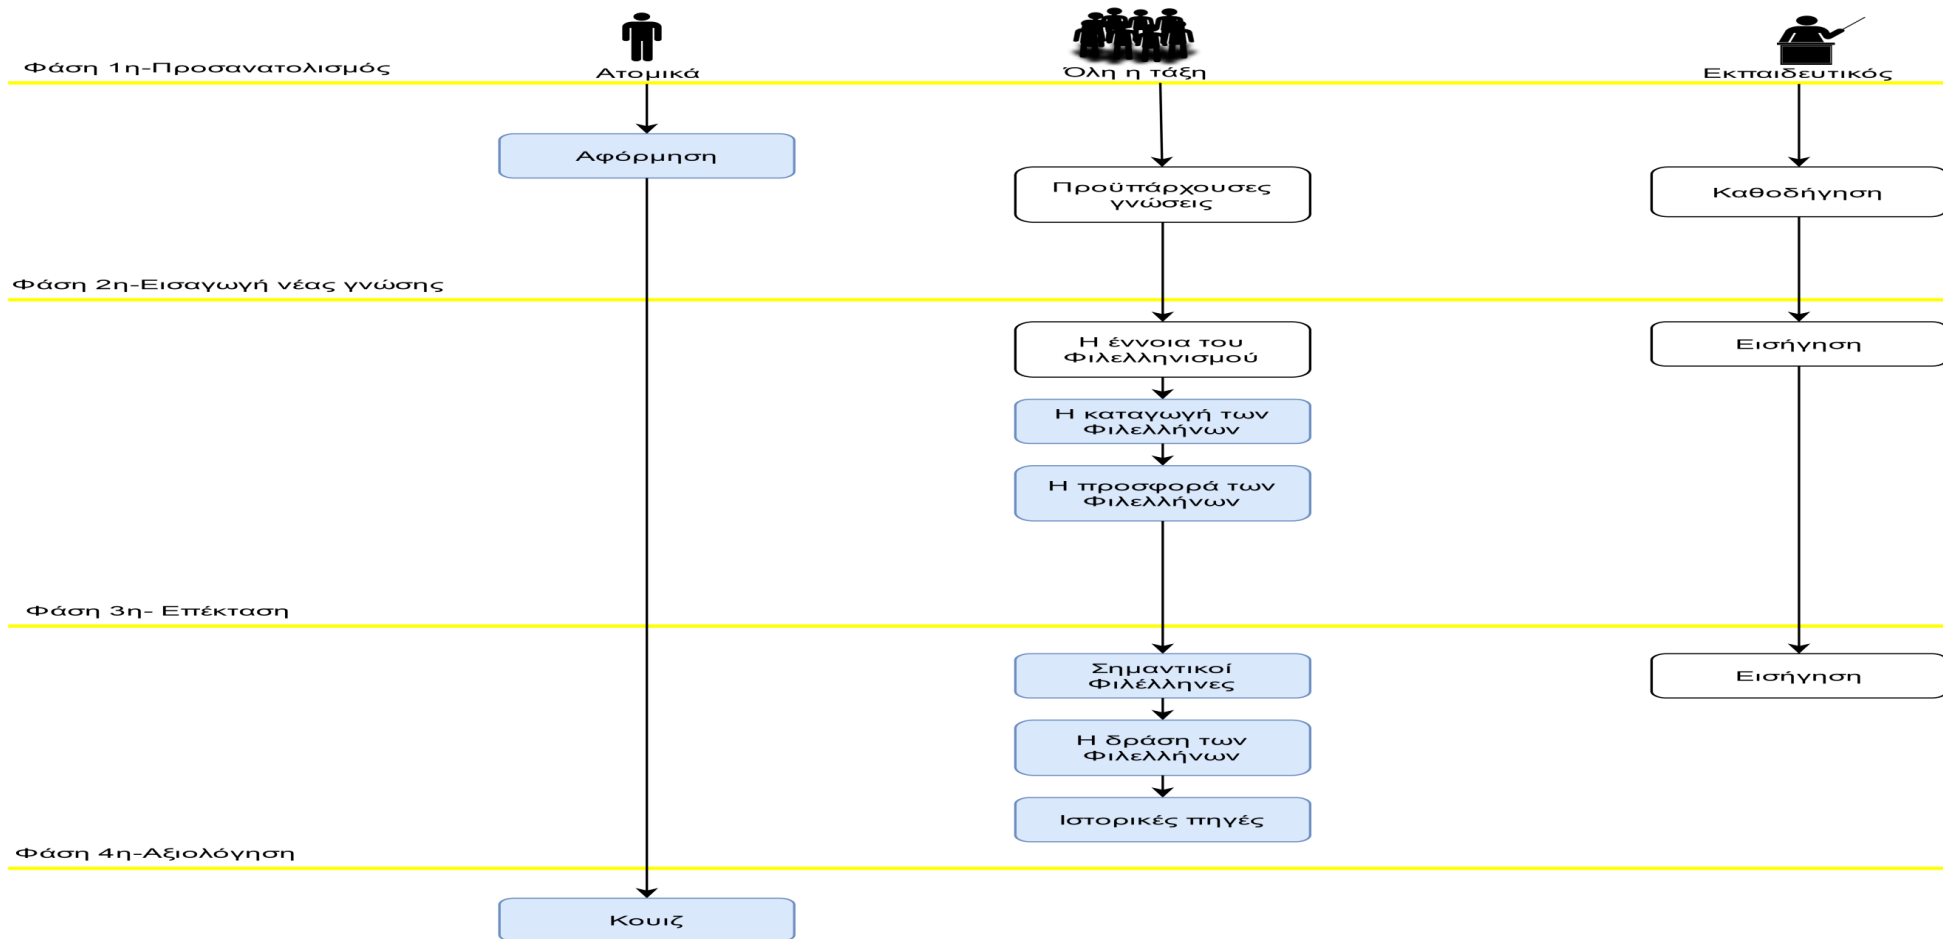 Φάση 1η-Προσανατολισμός
Ατομικά
Όλη η τάξη
Εκπαιδευτικός
Αφόρμηση
Προϋπάρχουσες
γνώσεις
Καθοδήγηση
Φάση 2η-Εισαγωγή νέας γνώσης
Η έννοια του
Φιλελληνισμού
Εισήγηση
Η καταγωγή των
Φιλελλήνων
Η προσφορά των
Φιλελλήνων
Φάση 3η- Επέκταση
Σημαντικοί
Φιλέλληνες
Εισήγηση
Η δράση των
Φιλελλήνων
Ιστορικές πηγές
Φάση 4η-Αξιολόγηση
Κουιζ